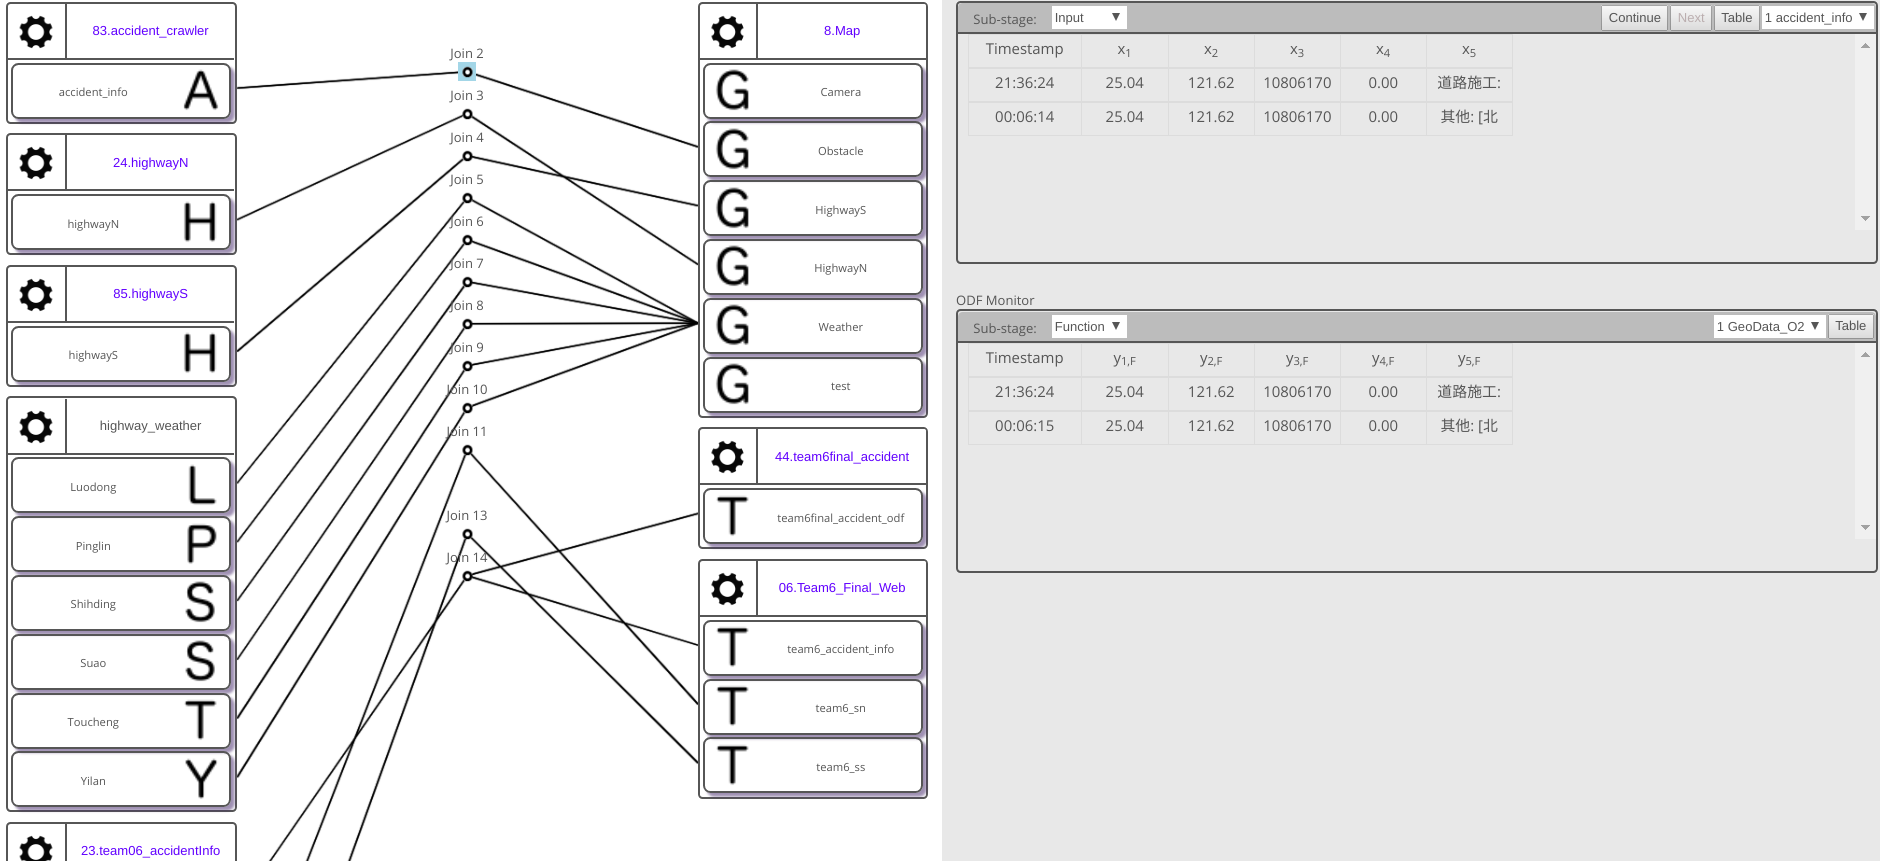 83.accident_crawler
accident_info
A
24.highwayN
highwayN
H
85.highwayS
highwayS
H
highway_weather
Luodong
L
Pinglin
P
Shihding
S
Suao
S
Toucheng
T
Yilan
Y
23.team06_accidentInfo
Join 2
Join 3
Join 4
Join 5
Join 6
Join 7
Join 8
Join 9
Join 10
Join 11
Join 13
Join 14
8.Map
G Camera
G Obstacle
G HighwayS
G HighwayN
G Weather
G test
44.team6final_accident
T team6final_accident_odf
06.Team6_Final_Web
T team6_accident_info
T team6_sn
T team6_ss
Sub-stage: Input Continue Next Table 1 accident_info
Timestamp x1 x2 x3 x4 x5
21:36:24 25.04 121.62 10806170 0.00 道路施工:
00:06:14 25.04 121.62 10806170 0.00 其他: [北
ODF Monitor
Sub-stage: Function 1 GeoData_O2 Table
Timestamp y1,F y2,F y3,F y4,F y5,F
21:36:24 25.04 121.62 10806170 0.00 道路施工:
00:06:15 25.04 121.62 10806170 0.00 其他: [北